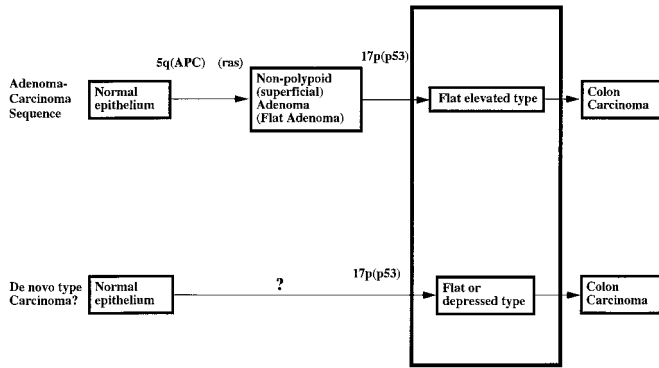 5q(APC) (ras)
17p(p53)
Adenoma-
Carcinoma
Sequence
Normal
epithelium
Non-polypoid
(superficial)
Adenoma
(Flat Adenoma)
Flat elevated type
Colon
Carcinoma
De novo type
Carcinoma?
Normal
epithelium
?
17p(p53)
Flat or
depressed type
Colon
Carcinoma